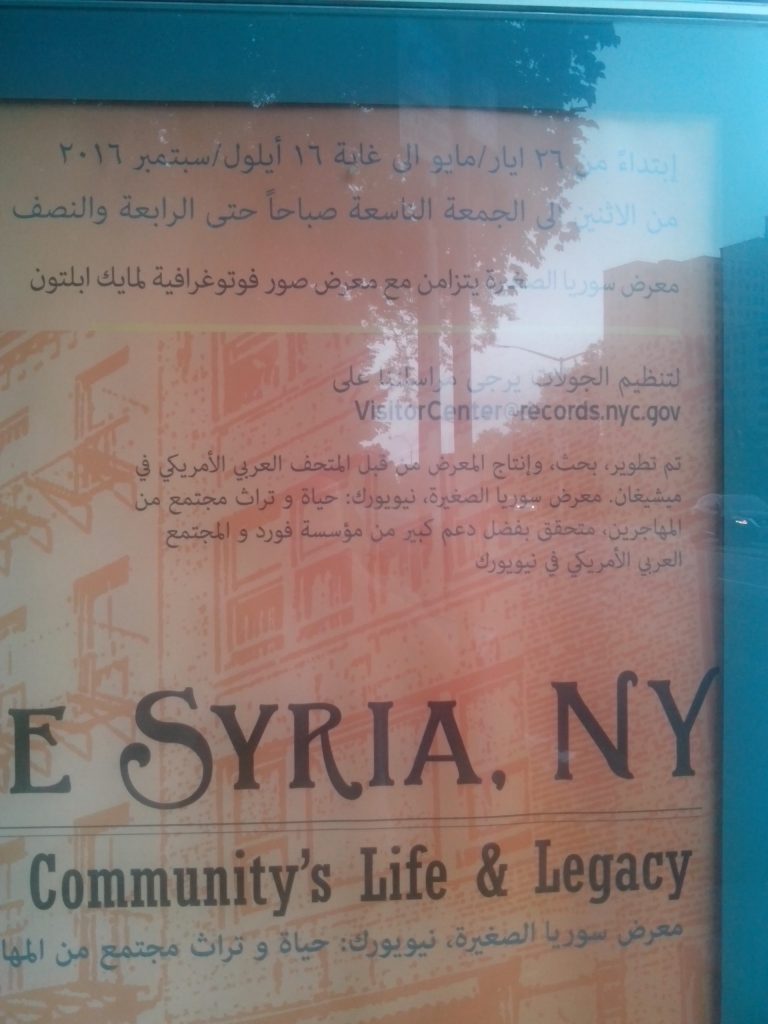 إبتداءً من ٢٦ ايار/مايو الى غاية ١٦ أيلول/سبتمبر ٢٠١٦
من الاثنين إلى الجمعة التاسعة صباحاً حتى الرابعة والنصف
معرض سوريا الصغيرة يتزامن مع معرض صور فوتوغرافية لمايك ابلتون
لتنظيم الجولات يرجى مراسلتنا على
VisitorCenter@records.nyc.gov
تم تطوير، بحث، وإنتاج المعرض من قبل المتحف العربي الأمريكي في
ميشيغان. معرض سوريا الصغيرة، نيويورك: حياة و تراث مجتمع من
المهاجرين، متحقق بفضل دعم كبير من مؤسسة فورد و المجتمع
العربي الأمريكي في نيويورك
E SYRIA, NY
Community's Life & Legacy
معرض سوريا الصغيرة، نيويورك: حياة و تراث مجتمع من المها